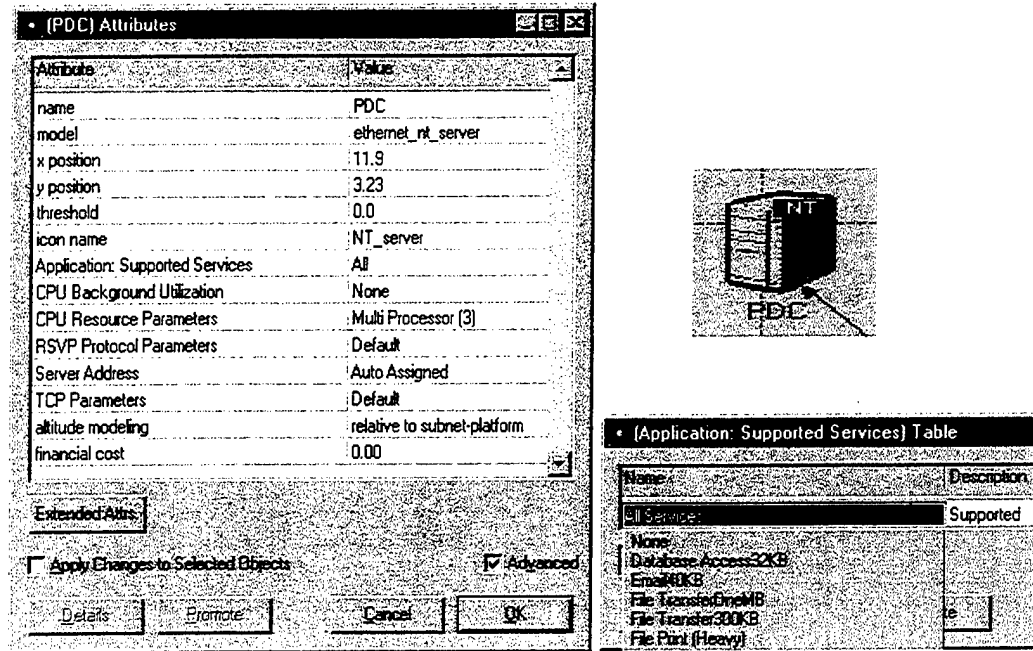 (PDC) Attributes
Attribute Value
name PDC
model ethernet_nt_server
x position 11.9
y position 3.23
threshold 0.0
icon name NT_server
Application: Supported Services All
CPU Background Utilization None
CPU Resource Parameters Multi Processor (3)
RSVP Protocol Parameters Default
Server Address Auto Assigned
TCP Parameters Default
altitude modeling relative to subnet-platform
financial cost 0.00
Extended Attrs.
Apply Changes to Selected Objects Advanced
Details Promote Cancel OK
NT
PDC
(Application: Supported Services) Table
Name Description
All Services Supported
None
Database Access32KB
Email40KB
File TransferOneMB
File Transfer300KB
File Print (Heavy)